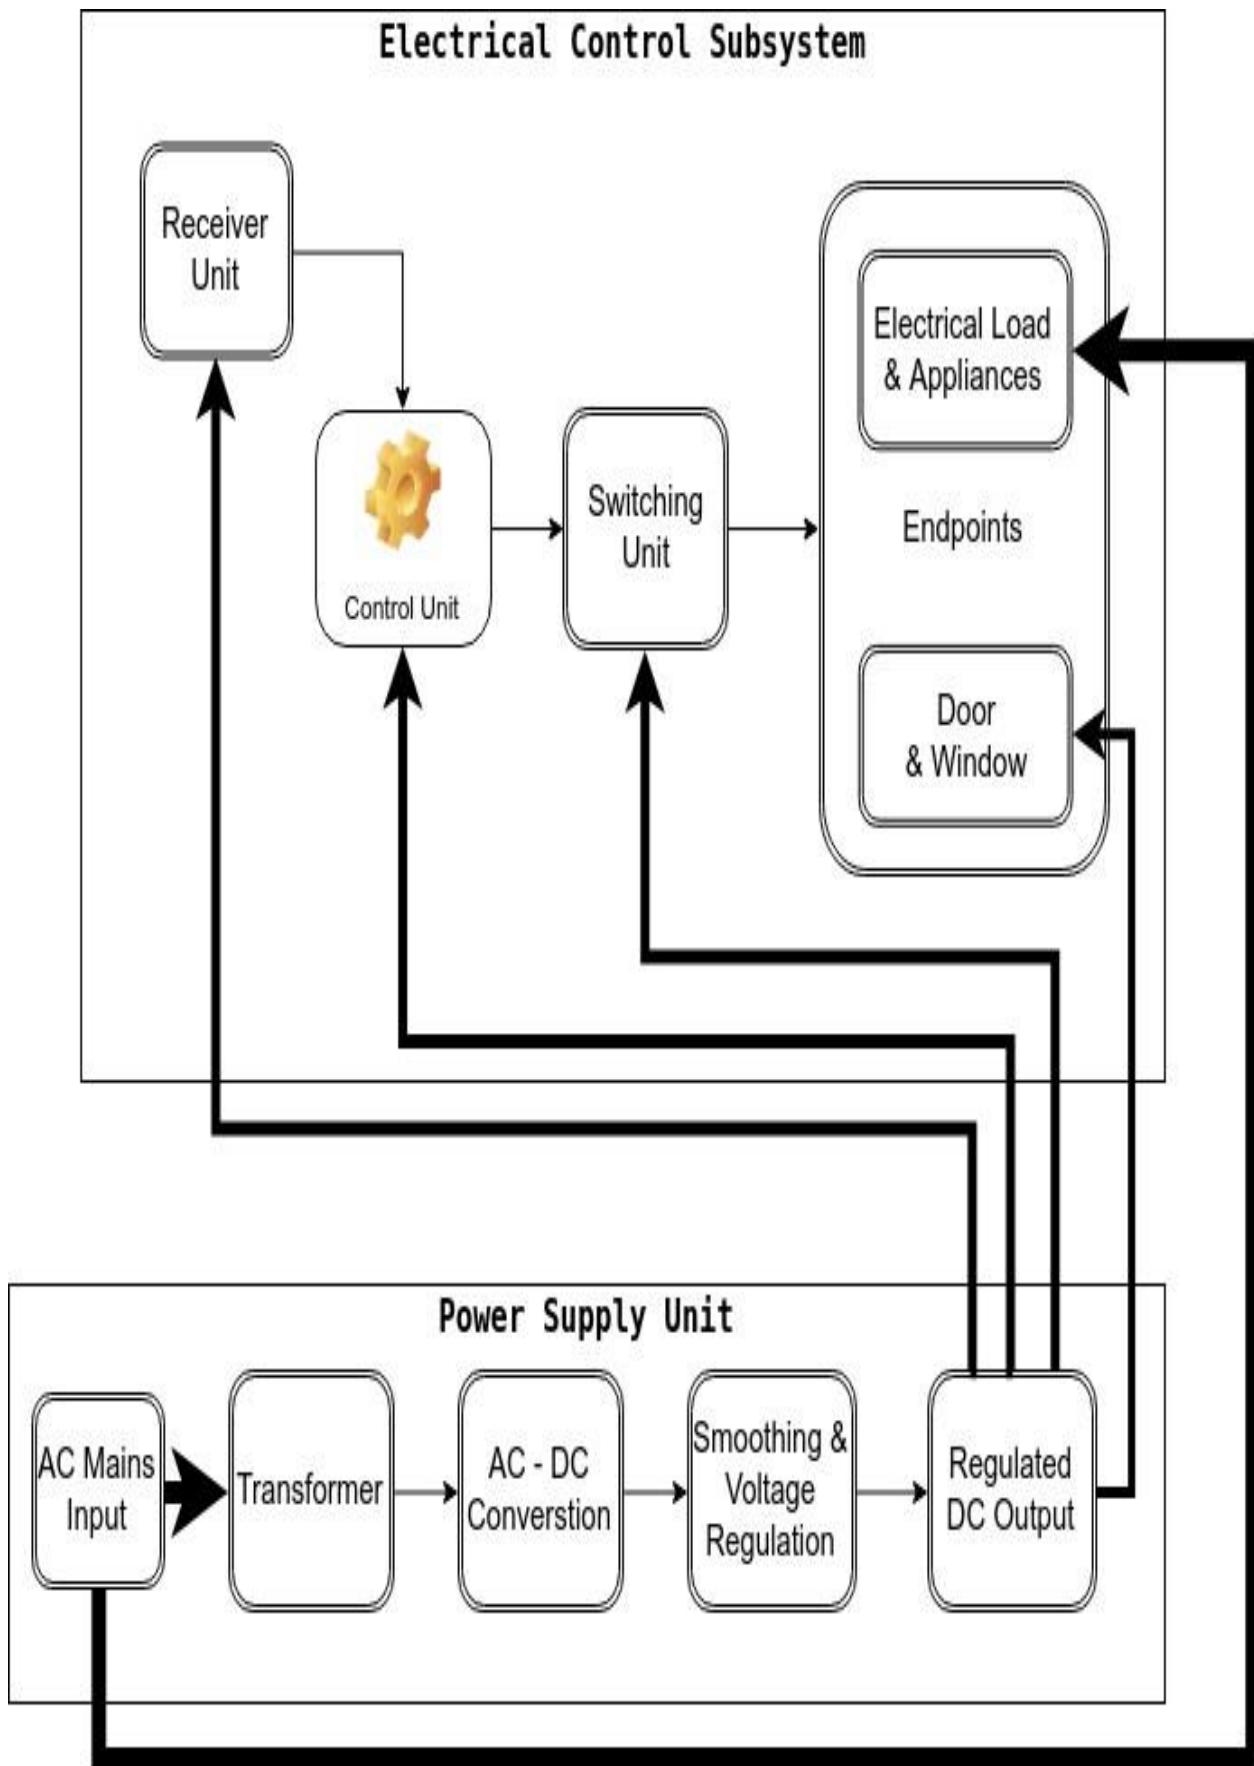 Electrical Control Subsystem
Receiver
Unit
Electrical Load
& Appliances
Control Unit
Switching
Unit
Endpoints
Door
& Window
Power Supply Unit
AC Mains
Input
Transformer
AC - DC
Converstion
Smoothing &
Voltage
Regulation
Regulated
DC Output